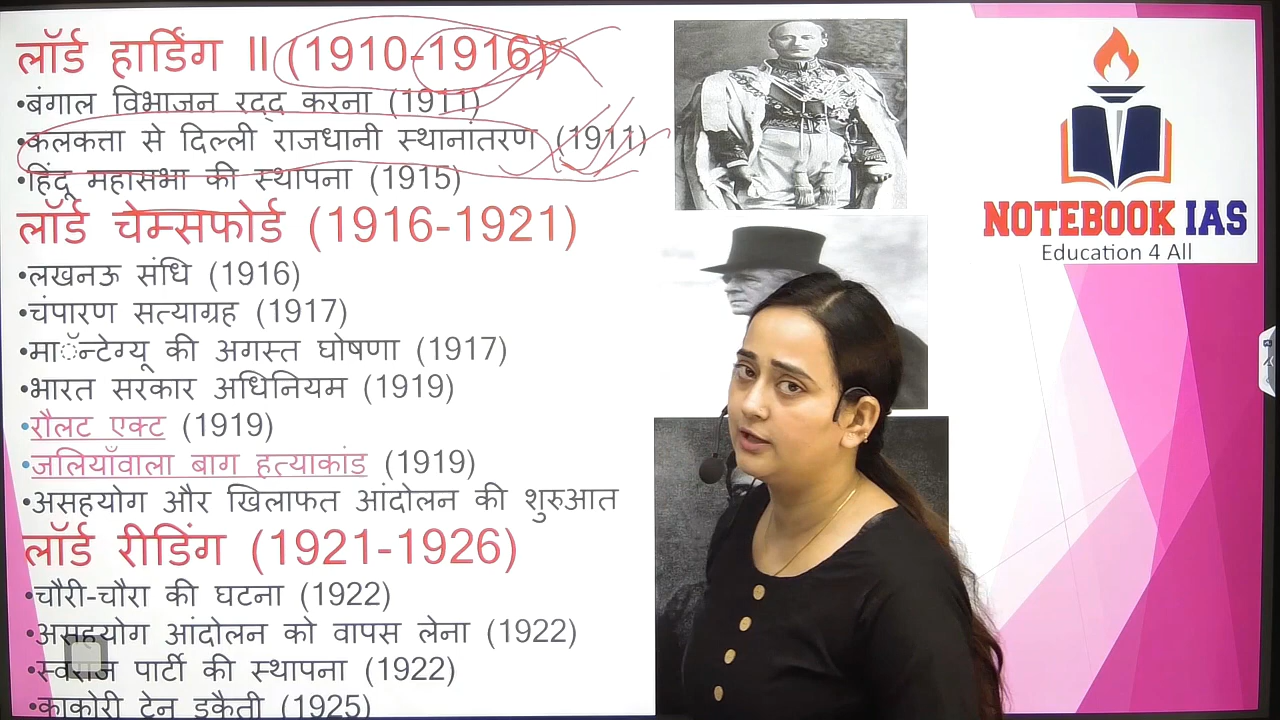 लॉर्ड हार्डिंग II (1910-1916)
•बंगाल विभाजन रद्द करना (1911)
•कलकत्ता से दिल्ली राजधानी स्थानांतरण (1911)
•हिंदू महासभा की स्थापना (1915)
लॉर्ड चेम्सफोर्ड (1916-1921)
•लखनऊ संधि (1916)
•चंपारण सत्याग्रह (1917)
•माॅन्टेग्यू की अगस्त घोषणा (1917)
•भारत सरकार अधिनियम (1919)
•रौलट एक्ट (1919)
•जलियाँवाला बाग हत्याकांड (1919)
•असहयोग और खिलाफत आंदोलन की शुरुआत
लॉर्ड रीडिंग (1921-1926)
•चौरी-चौरा की घटना (1922)
•असहयोग आंदोलन को वापस लेना (1922)
•स्वराज पार्टी की स्थापना (1922)
•काकोरी ट्रेन डकैती (1925)
NOTEBOOK IAS
Education 4 All